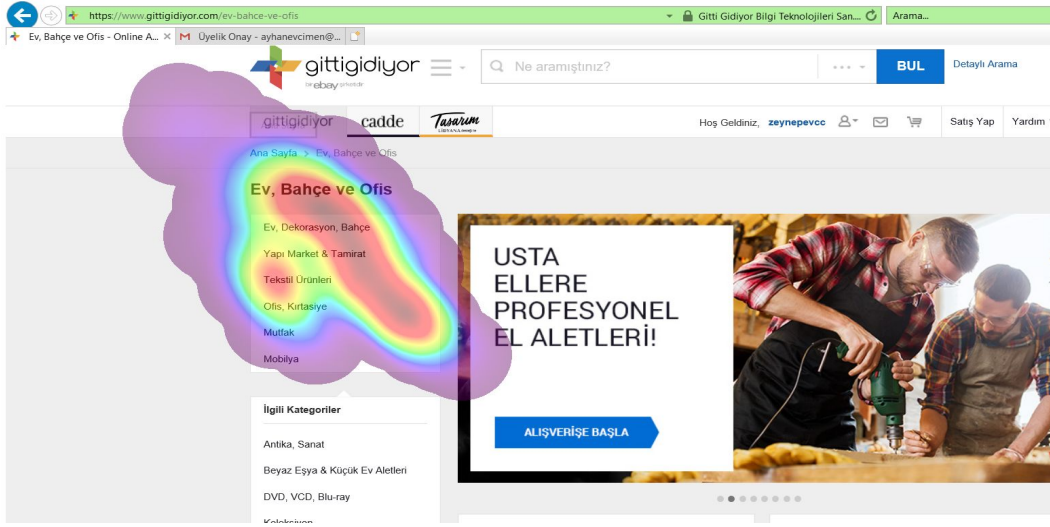 https://www.gittigidiyor.com/ev-bahce-ve-ofis
Gitti Gidiyor Bilgi Teknolojileri San....
Arama...
Ev, Bahçe ve Ofis - Online A...
Üyelik Onay - ayhanevcimen@...
gittigidiyor
bir ebay şirketidir
Ne aramıştınız?
BUL
Detaylı Arama
gittigidiyor
cadde
Tasarım
Hoş Geldiniz, zeynepevcc
Satış Yap
Yardım
Ana Sayfa > Ev, Bahçe ve Ofis
Ev, Bahçe ve Ofis
Ev, Dekorasyon, Bahçe
Yapı Market & Tamirat
Tekstil Ürünleri
Ofis, Kırtasiye
Mutfak
Mobilya
USTA
ELLERE
PROFESYONEL
EL ALETLERİ!
ALIŞVERİŞE BAŞLA
İlgili Kategoriler
Antika, Sanat
Beyaz Eşya & Küçük Ev Aletleri
DVD, VCD, Blu-ray
Koleksiyon